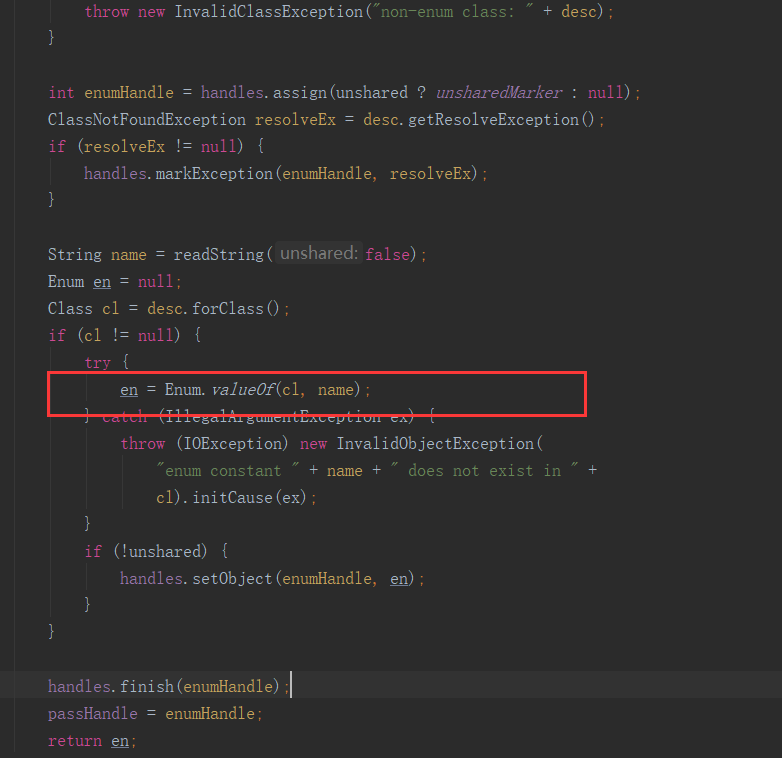 throw new InvalidClassException("non-enum class: " + desc);
}
int enumHandle = handles.assign(unshared ? unsharedMarker : null);
ClassNotFoundException resolveEx = desc.getResolveException();
if (resolveEx != null) {
handles.markException(enumHandle, resolveEx);
}
String name = readString( unshared: false);
Enum en = null;
Class cl = desc.forClass();
if (cl != null) {
try {
en = Enum.valueOf(cl, name);
} catch (IllegalArgumentException ex) {
throw (IOException) new InvalidObjectException(
"enum constant " + name + " does not exist in " +
cl).initCause(ex);
}
if (!unshared) {
handles.setObject(enumHandle, en);
}
}
handles.finish(enumHandle);
passHandle = enumHandle;
return en;